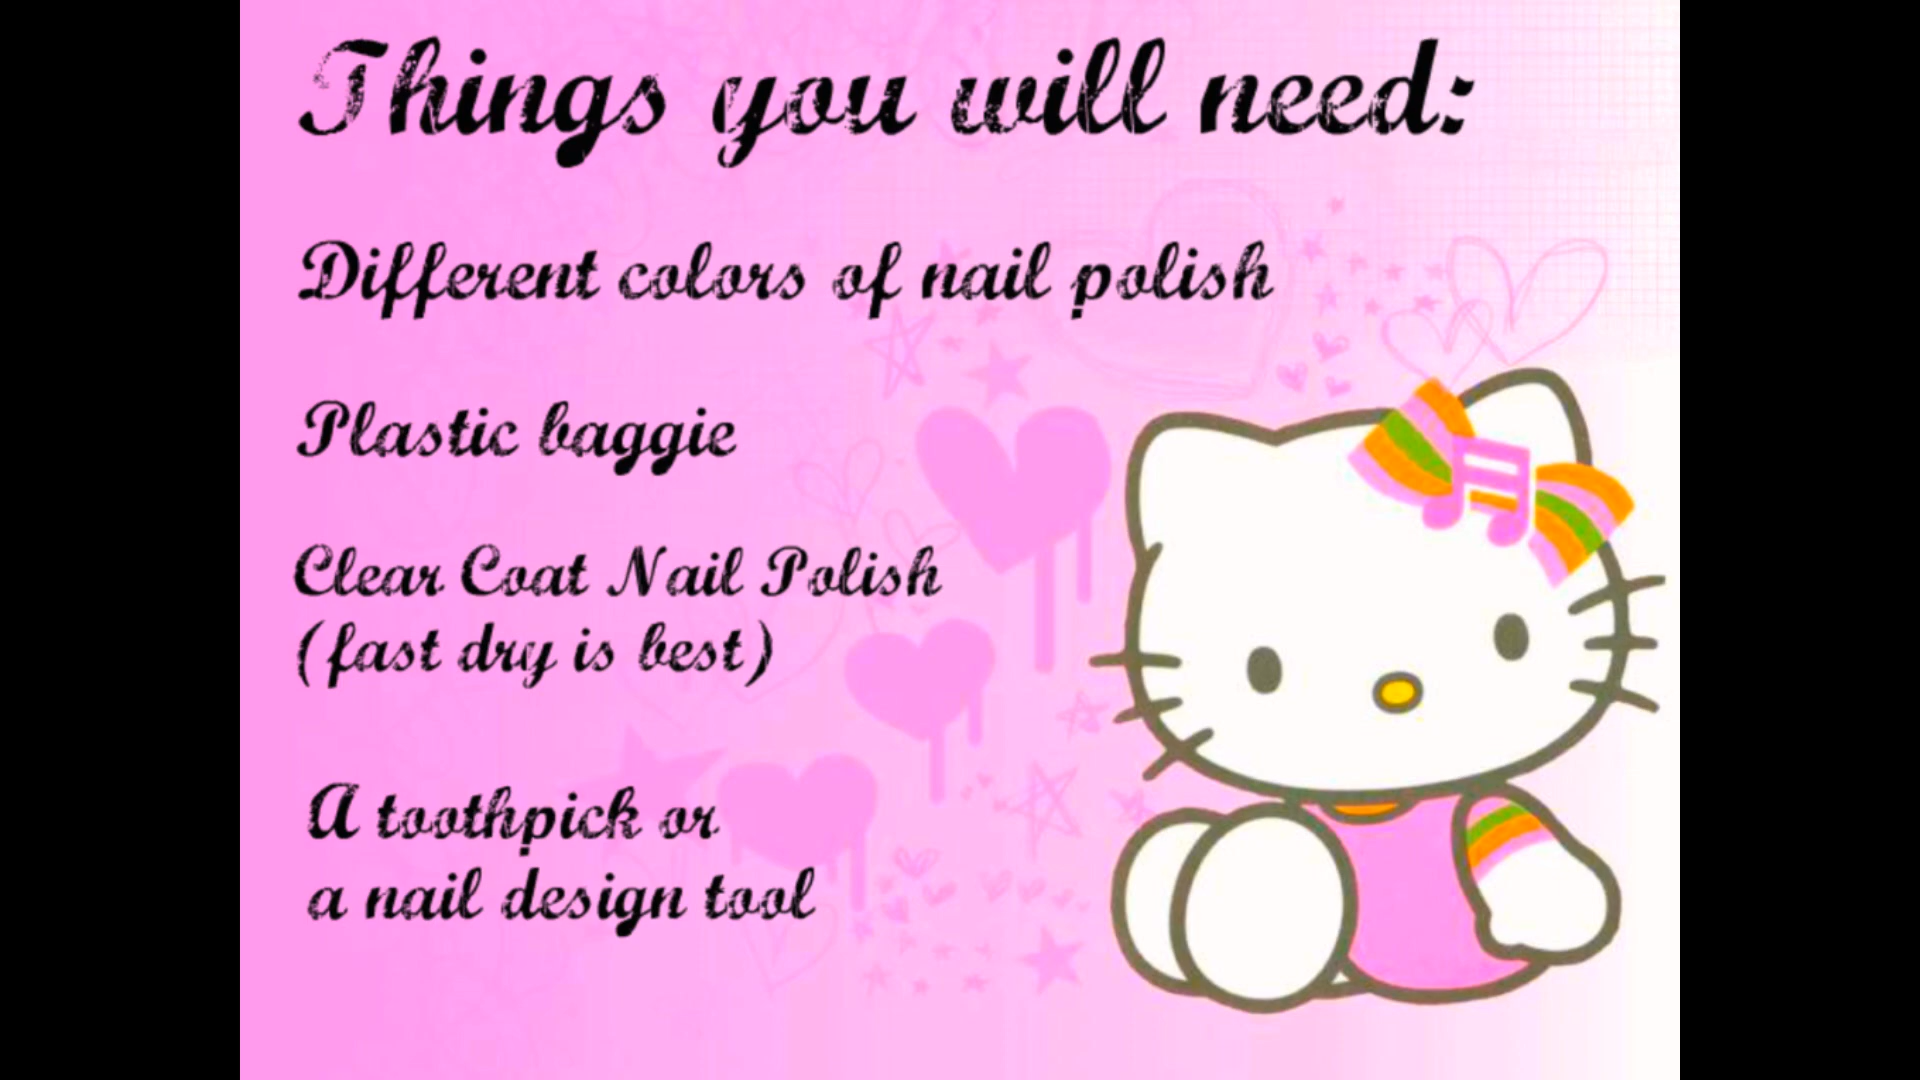 Things you will need:
Different colors of nail polish
Plastic baggie
Clear Coat Nail Polish
(fast dry is best)
A toothpick or
a nail design tool